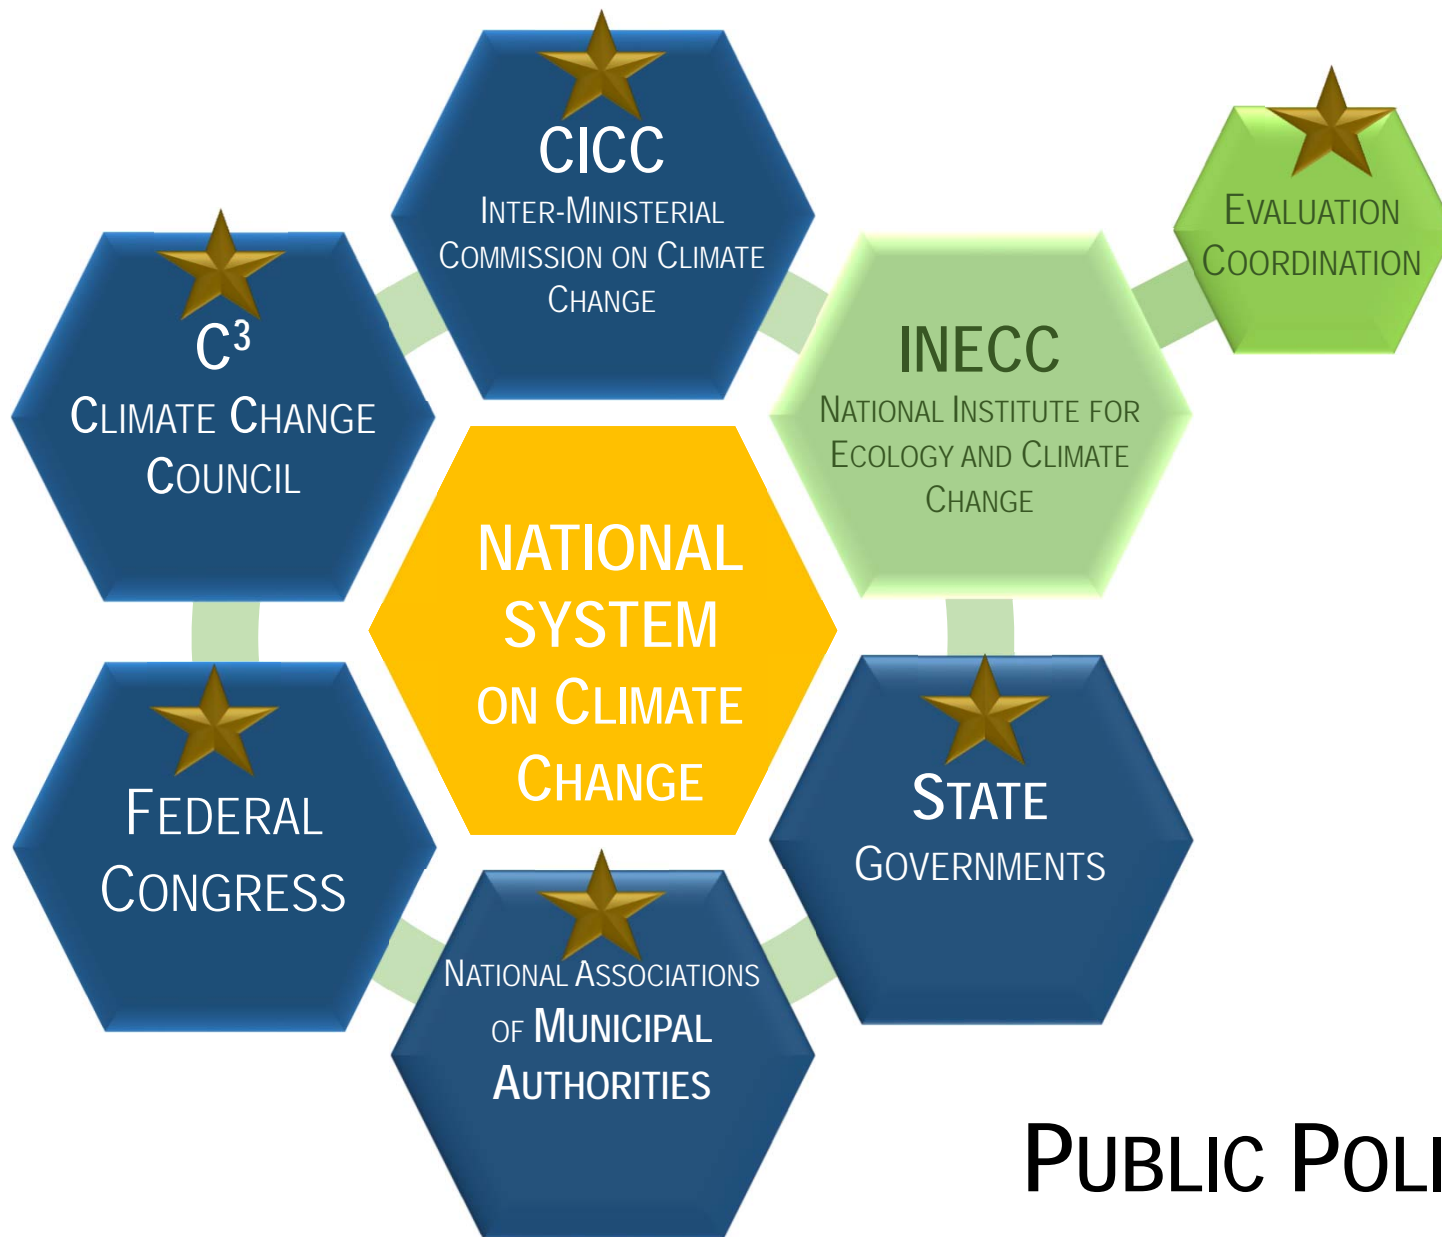 CICC
INTER-MINISTERIAL
COMMISSION ON CLIMATE
CHANGE
EVALUATION
COORDINATION
C³
CLIMATE CHANGE
COUNCIL
INECC
NATIONAL INSTITUTE FOR
ECOLOGY AND CLIMATE
CHANGE
NATIONAL
SYSTEM
ON CLIMATE
CHANGE
FEDERAL
CONGRESS
STATE
GOVERNMENTS
NATIONAL ASSOCIATIONS
OF MUNICIPAL
AUTHORITIES
PUBLIC POLI